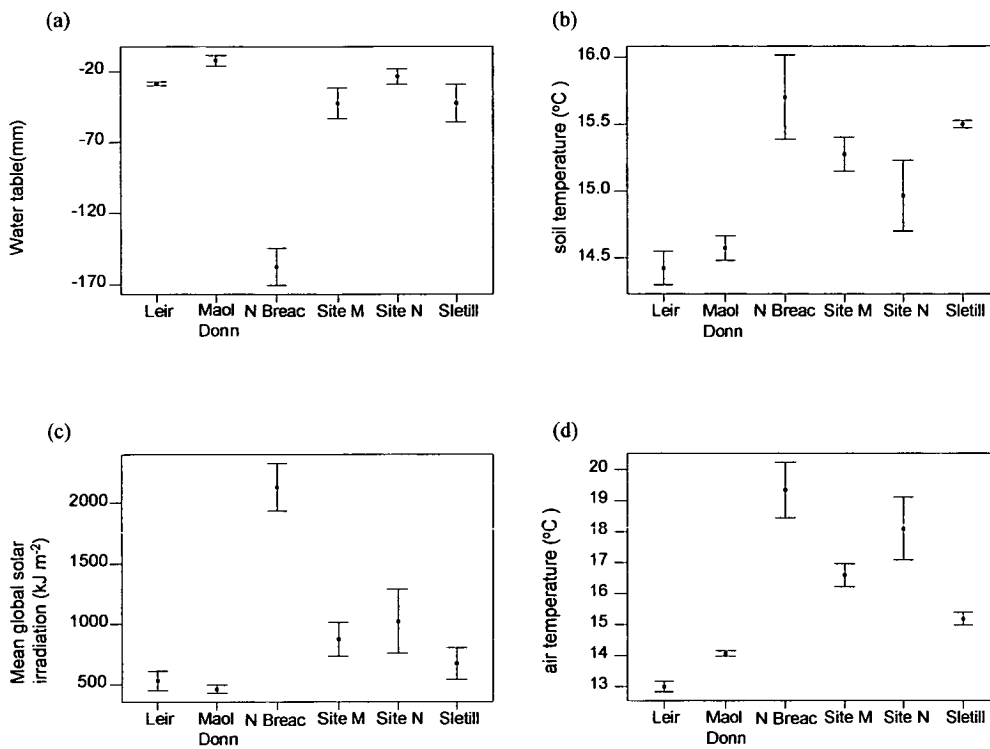 (a)
Water table(mm)
-20
-70
-120
-170
Leir Maol Donn N Breac Site M Site N Sletill
(b)
soil temperature (ºC)
16.0
15.5
15.0
14.5
Leir Maol Donn N Breac Site M Site N Sletill
(c)
Mean global solar
irradiation (kJ m-2)
2000
1500
1000
500
Leir Maol Donn N Breac Site M Site N Sletill
(d)
air temperature (ºC)
20
19
18
17
16
15
14
13
Leir Maol Donn N Breac Site M Site N Sletill